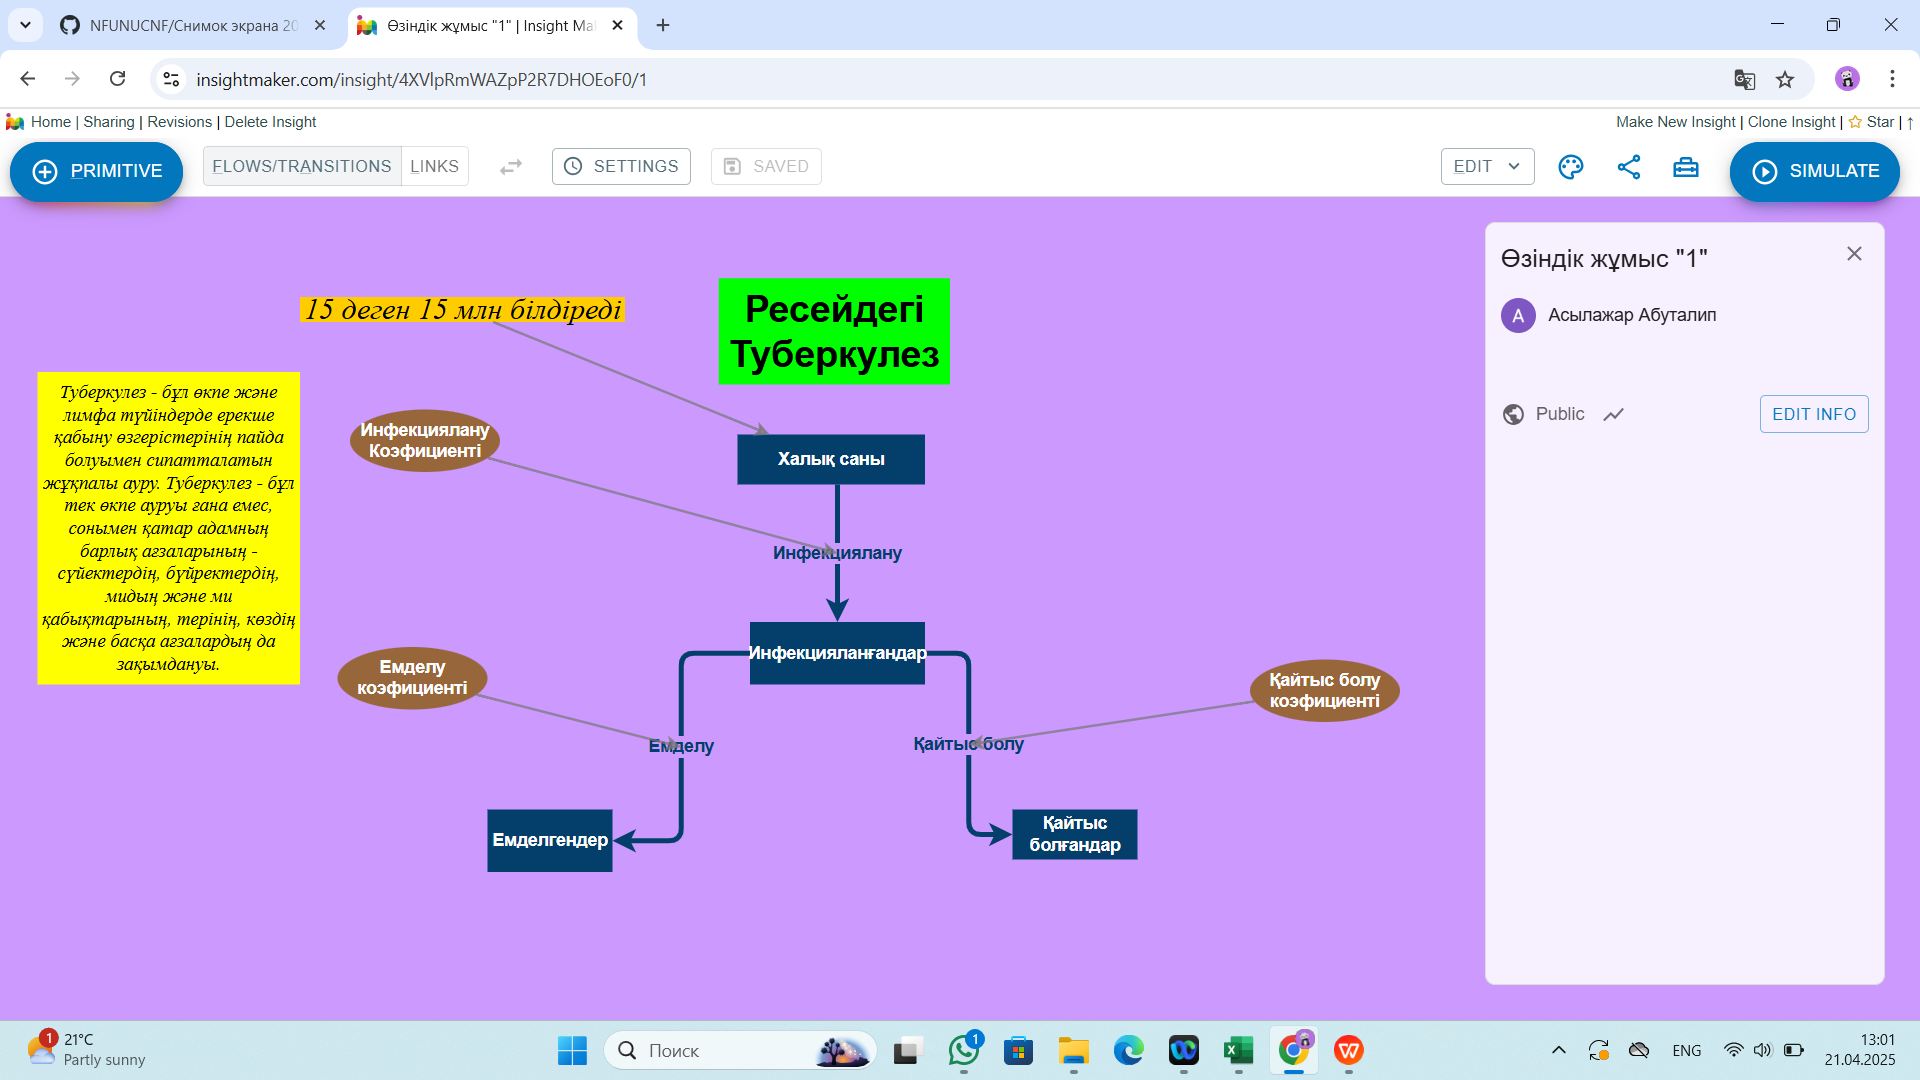 NFUNUCNF/Снимок экрана 20
Өзіндік жұмыс "1" | Insight Ma
insightmaker.com/insight/4XVlpRmWAZpP2R7DHOEoF0/1
Home | Sharing | Revisions | Delete Insight
Make New Insight | Clone Insight | Star | ↑
PRIMITIVE
FLOWS/TRANSITIONS
LINKS
SETTINGS
SAVED
EDIT
SIMULATE
15 деген 15 млн білдіреді
Ресейдегі
Туберкулез
Туберкулез - бұл өкпе және
лимфа түйіндерде ерекше
қабыну өзгерістерінің пайда
болуымен сипатталатын
жұқпалы ауру. Туберкулез - бұл
тек өкпе ауруы ғана емес,
сонымен қатар адамның
барлық ағзаларының -
сүйектердің, бүйректердің,
мидың және ми
қабықтарының, терінің, көздің
және басқа ағзалардың да
зақымдануы.
Инфекциялану
Коэфициенті
Халық саны
Инфекциялану
Инфекцияланғандар
Емделу
коэфициенті
Қайтыс болу
коэфициенті
Емделу
Қайтыс болу
Емделгендер
Қайтыс
болғандар
Өзіндік жұмыс "1"
A
Асылажар Абуталип
Public
EDIT INFO
1
21°C
Partly sunny
Поиск
1
ENG
13:01
21.04.2025